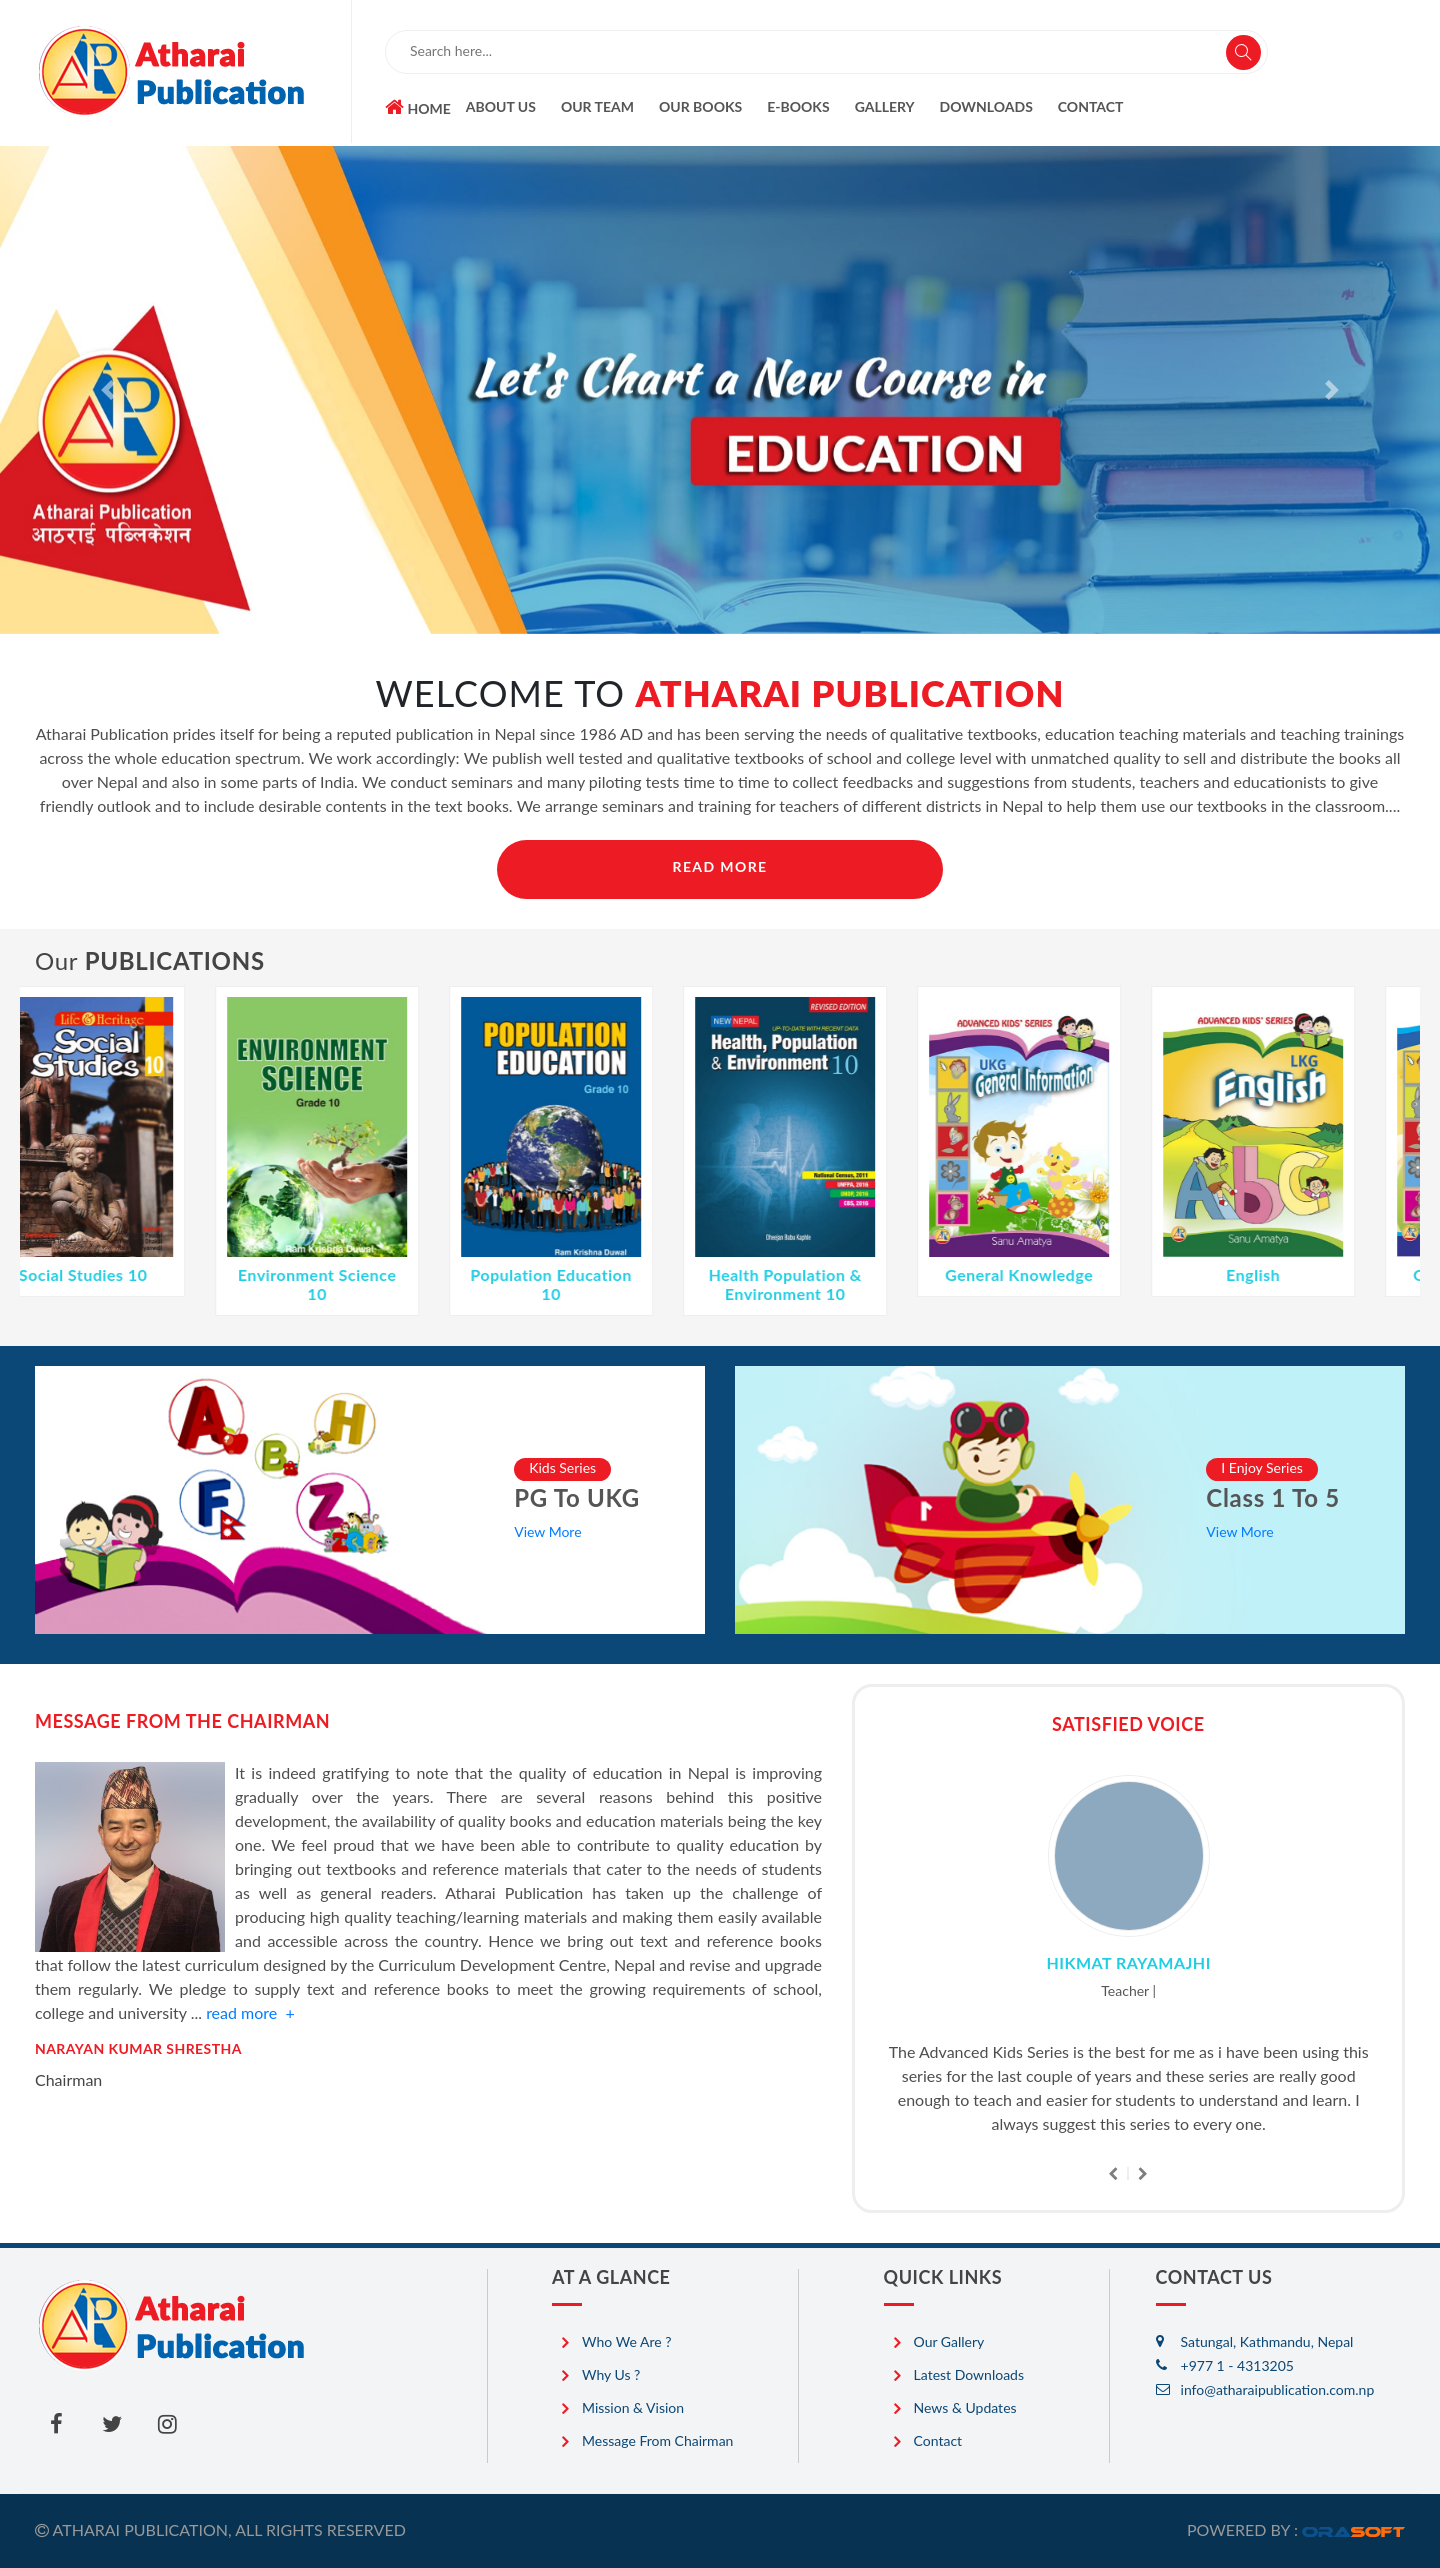 Atharai
Publication
Search here...
HOME ABOUT US OUR TEAM OUR BOOKS E-BOOKS GALLERY DOWNLOADS CONTACT
Let's Chart a New Course in
EDUCATION
Atharai Publication
आठराई पब्लिकेशन
WELCOME TO ATHARAI PUBLICATION
Atharai Publication prides itself for being a reputed publication in Nepal since 1986 AD and has been serving the needs of qualitative textbooks, education teaching materials and teaching trainings
across the whole education spectrum. We work accordingly: We publish well tested and qualitative textbooks of school and college level with unmatched quality to sell and distribute the books all
over Nepal and also in some parts of India. We conduct seminars and many piloting tests time to time to collect feedbacks and suggestions from students, teachers and educationists to give
friendly outlook and to include desirable contents in the text books. We arrange seminars and training for teachers of different districts in Nepal to help them use our textbooks in the classroom....
READ MORE
Our PUBLICATIONS
Life & Heritage
Social
Studies 10
Social Studies 10
ENVIRONMENT
SCIENCE
Grade 10
Ram Krishna Duwal
Environment Science
10
POPULATION
EDUCATION
Grade 10
Ram Krishna Duwal
Population Education
10
REVISED EDITION
NEW NEPAL
UP-TO-DATE WITH RECENT DATA
Health, Population
& Environment 10
National Census, 2011
UNFPA, 2016
UNDP, 2016
CBS, 2016
Health Population &
Environment 10
ADVANCED KIDS' SERIES
UKG
General Information
Sanu Amatya
General Knowledge
ADVANCED KIDS' SERIES
LKG
English
A b C
Sanu Amatya
English
A H
B
F Z
Kids Series
PG To UKG
View More
1
I Enjoy Series
Class 1 To 5
View More
MESSAGE FROM THE CHAIRMAN
It is indeed gratifying to note that the quality of education in Nepal is improving
gradually over the years. There are several reasons behind this positive
development, the availability of quality books and education materials being the key
one. We feel proud that we have been able to contribute to quality education by
bringing out textbooks and reference materials that cater to the needs of students
as well as general readers. Atharai Publication has taken up the challenge of
producing high quality teaching/learning materials and making them easily available
and accessible across the country. Hence we bring out text and reference books
that follow the latest curriculum designed by the Curriculum Development Centre, Nepal and revise and upgrade
them regularly. We pledge to supply text and reference books to meet the growing requirements of school,
college and university ... read more +
NARAYAN KUMAR SHRESTHA
Chairman
SATISFIED VOICE
HIKMAT RAYAMAJHI
Teacher |
The Advanced Kids Series is the best for me as i have been using this
series for the last couple of years and these series are really good
enough to teach and easier for students to understand and learn. I
always suggest this series to every one.
Atharai
Publication
AT A GLANCE
Who We Are ?
Why Us ?
Mission & Vision
Message From Chairman
QUICK LINKS
Our Gallery
Latest Downloads
News & Updates
Contact
CONTACT US
Satungal, Kathmandu, Nepal
+977 1 - 4313205
info@atharaipublication.com.np
© ATHARAI PUBLICATION, ALL RIGHTS RESERVED
POWERED BY : ORASOFT